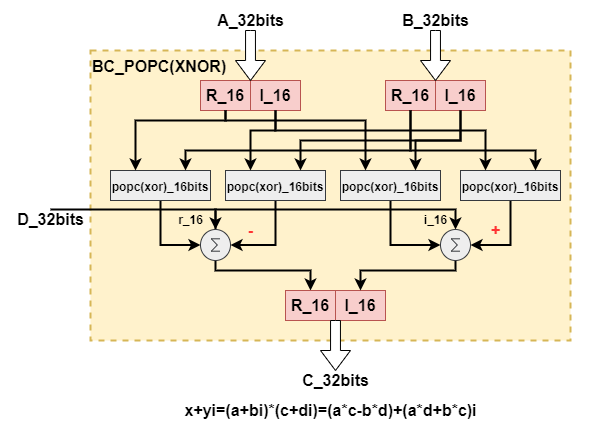 A_32bits B_32bits
BC_POPC(XNOR)
R_16 I_16 R_16 I_16
popc(xor)_16bits popc(xor)_16bits popc(xor)_16bits popc(xor)_16bits
D_32bits r_16 - i_16 +
Σ Σ
R_16 I_16
C_32bits
x+yi=(a+bi)*(c+di)=(a*c-b*d)+(a*d+b*c)i